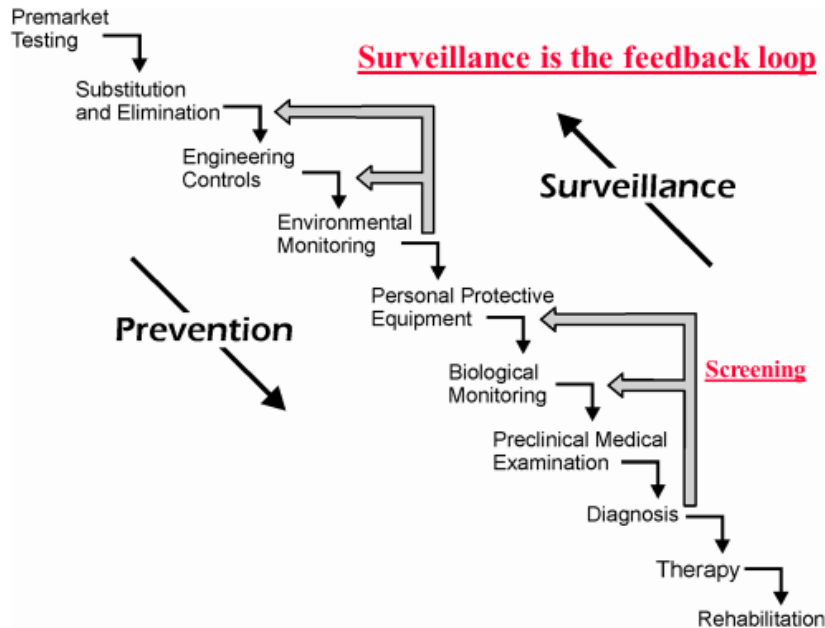 Premarket
Testing
Surveillance is the feedback loop
Substitution
and Elimination
Engineering
Controls
Surveillance
Environmental
Monitoring
Personal Protective
Equipment
Prevention
Screening
Biological
Monitoring
Preclinical Medical
Examination
Diagnosis
Therapy
Rehabilitation